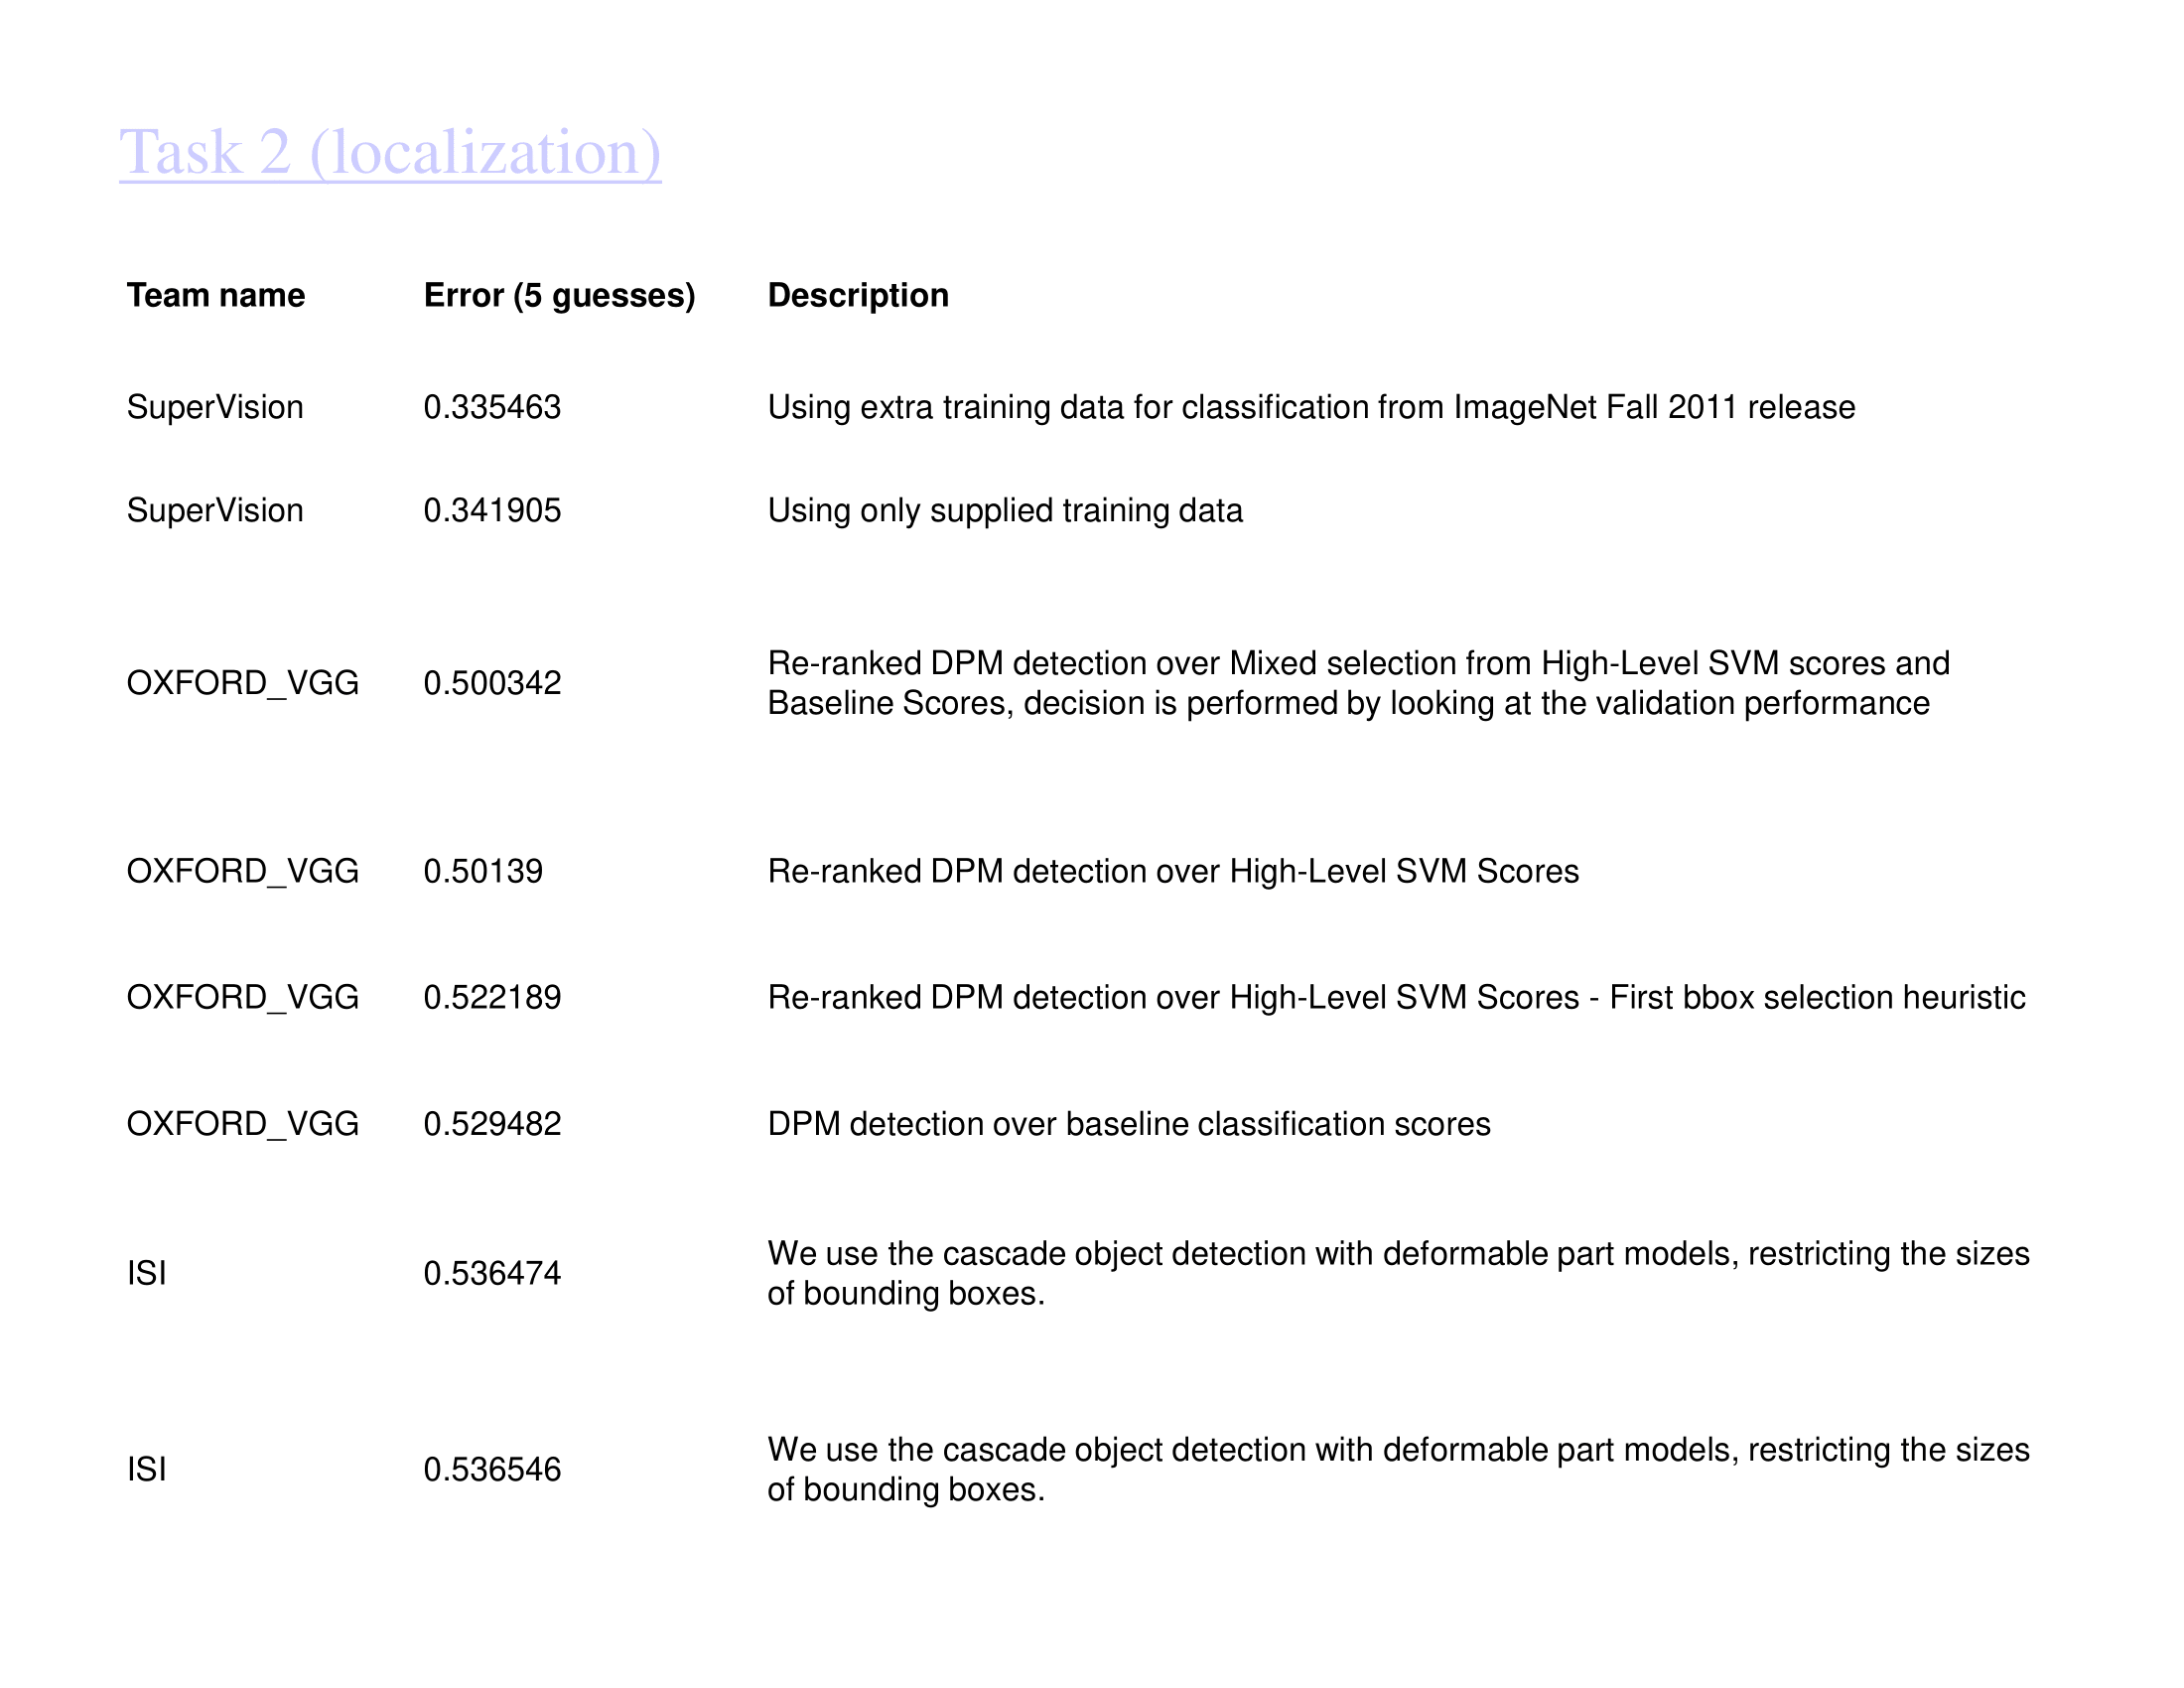 Task 2 (localization)
Team name Error (5 guesses) Description
SuperVision 0.335463 Using extra training data for classification from ImageNet Fall 2011 release
SuperVision 0.341905 Using only supplied training data
OXFORD_VGG 0.500342 Re-ranked DPM detection over Mixed selection from High-Level SVM scores and
Baseline Scores, decision is performed by looking at the validation performance
OXFORD_VGG 0.50139 Re-ranked DPM detection over High-Level SVM Scores
OXFORD_VGG 0.522189 Re-ranked DPM detection over High-Level SVM Scores - First bbox selection heuristic
OXFORD_VGG 0.529482 DPM detection over baseline classification scores
ISI 0.536474 We use the cascade object detection with deformable part models, restricting the sizes
of bounding boxes.
ISI 0.536546 We use the cascade object detection with deformable part models, restricting the sizes
of bounding boxes.